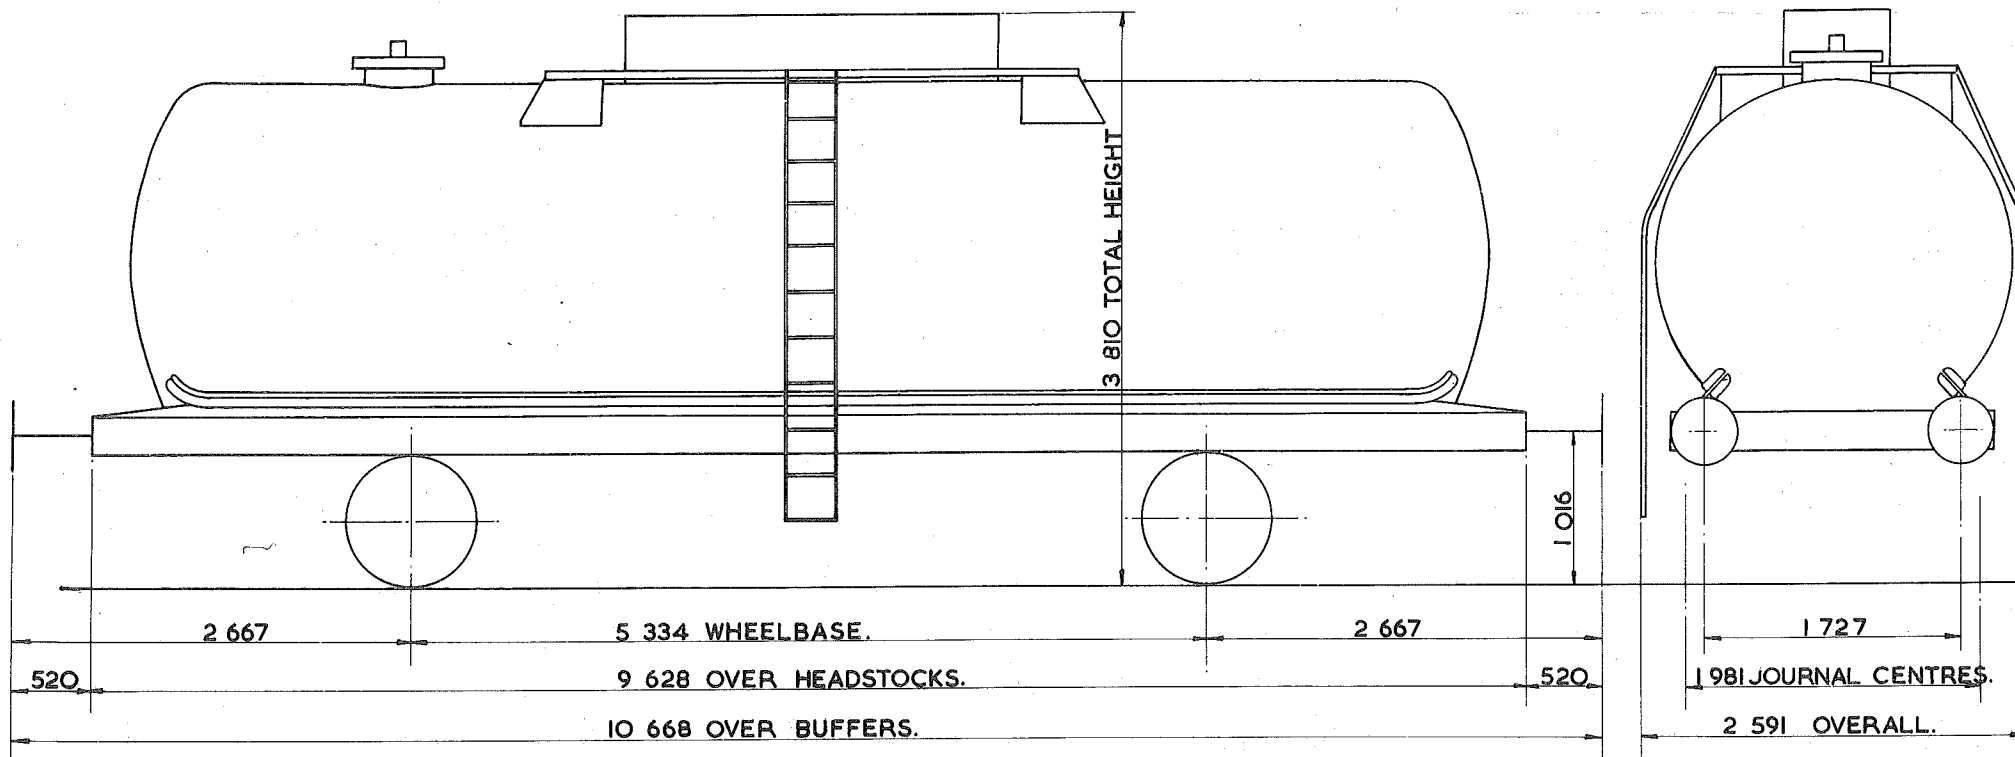 3 810 TOTAL HEIGHT
1 016
2 667
5 334 WHEELBASE.
2 667
1 727
520
9 628 OVER HEADSTOCKS.
520
1 981 JOURNAL CENTRES.
10 668 OVER BUFFERS.
2 591 OVERALL.